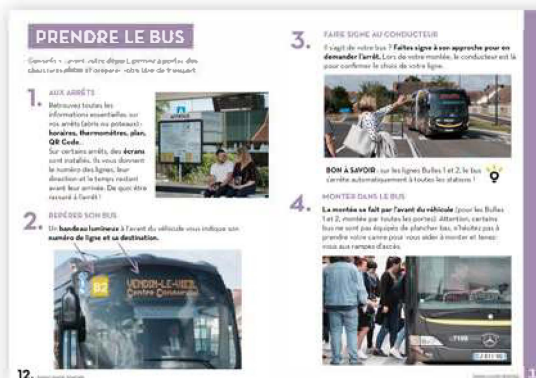 PRENDRE LE BUS
1.
AUX ARRÊTS
Retrouvez toutes les
informations essentielles sur
vos arrêts (abris ou poteaux) :
horaires, thermomètres, plan,
QR Code...
Sur certains arrêts, des écrans
sont installés. Ils vous donnent
le numéro des lignes, leur
direction et le temps restant
avant leur arrivée. De quoi être
rassuré à l'arrêt !
2.
REPÉRER SON BUS
Un bandeau lumineux à l'avant du véhicule vous indique son
numéro de ligne et sa destination.
B2
VENDIN-LE-VIEIL
Centre Commercial
12.
3.
FAIRE SIGNE AU CONDUCTEUR
Il s'agit de votre bus ? Faites signe à son approche pour en
demander l'arrêt. Lors de votre montée, le conducteur est là
pour confirmer le choix de votre ligne.
BON À SAVOIR : sur les lignes Bulles 1 et 2, le bus
s'arrête automatiquement à toutes les stations !
4.
MONTER DANS LE BUS
La montée se fait par l'avant du véhicule (pour les Bulles
1 et 2, montée par toutes les portes). Attention, certains
bus ne sont pas équipés de plancher bas, n'hésitez pas à
prendre votre canne pour vous aider à monter et tenez-
vous aux rampes d'accès.